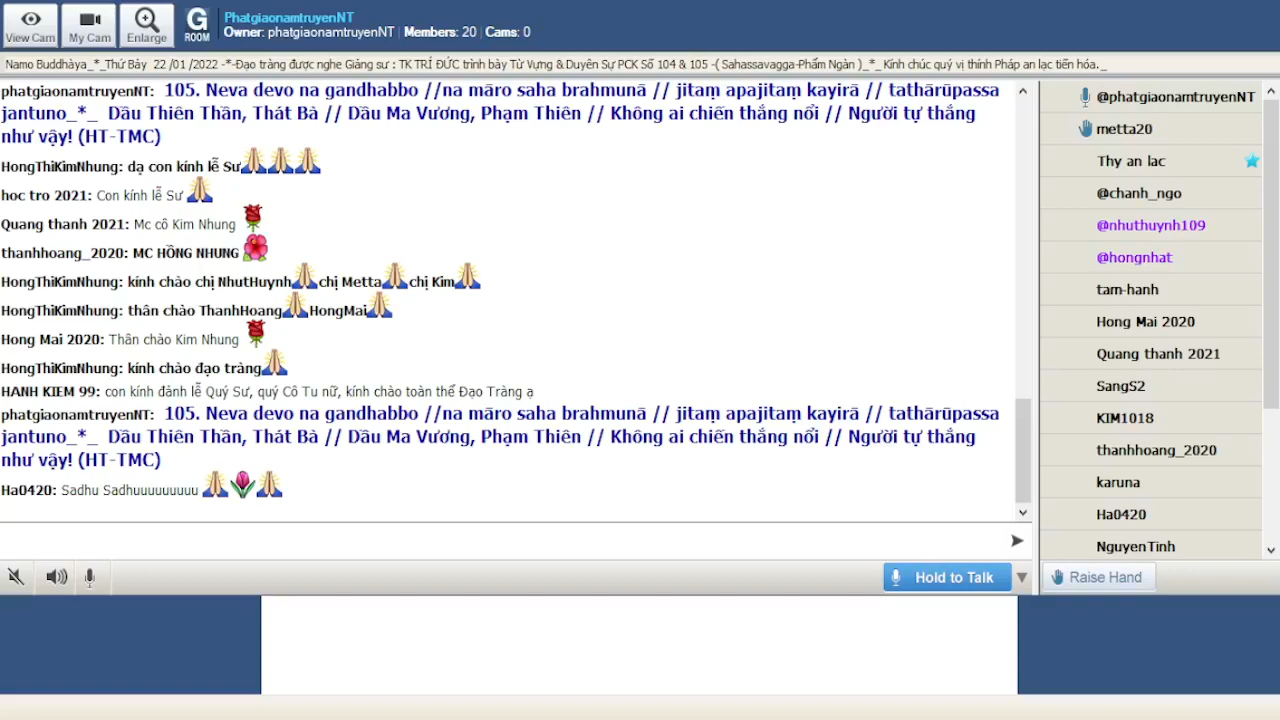 PhatgiaonamtruyenNT
Owner: phatgiaonamtruyenNT | Members: 20 | Cams: 0
View Cam
My Cam
Enlarge
G ROOM
Namo Buddhàya_*_Thứ Bảy 22 /01 /2022 -*-Đạo tràng được nghe Giảng sư : TK TRÍ ĐỨC trình bày Từ Vựng & Duyên Sự PCK Số 104 & 105 -( Sahassavagga-Phẩm Ngàn )_*_ Kính chúc quý vị thính Pháp an lạc tiến hóa._
phatgiaonamtruyenNT: 105. Neva devo na gandhabbo //na māro saha brahmunā // jitaṃ apajitaṃ kayirā // tathārūpassa
jantuno_*_ Dầu Thiên Thần, Thát Bà // Dầu Ma Vương, Phạm Thiên // Không ai chiến thắng nổi // Người tự thắng
như vậy! (HT-TMC)
HongThiKimNhung: dạ con kính lễ Sư
hoc tro 2021: Con kính lễ Sư
Quang thanh 2021: Mc cô Kim Nhung
thanhhoang_2020: MC HỒNG NHUNG
HongThiKimNhung: kính chào chị NhutHuynh chị Metta chị Kim
HongThiKimNhung: thân chào ThanHoang HongMai
Hong Mai 2020: Thân chào Kim Nhung
HongThiKimNhung: kính chào đạo tràng
HANH KIEM 99: con kính đảnh lễ Quý Sư, quý Cô Tu nữ, kính chào toàn thể Đạo Tràng ạ
phatgiaonamtruyenNT: 105. Neva devo na gandhabbo //na māro saha brahmunā // jitaṃ apajitaṃ kayirā // tathārūpassa
jantuno_*_ Dầu Thiên Thần, Thát Bà // Dầu Ma Vương, Phạm Thiên // Không ai chiến thắng nổi // Người tự thắng
như vậy! (HT-TMC)
Ha0420: Sadhu Sadhuuuuuuuuu
@phatgiaonamtruyenNT
metta20
Thy an lac
@chanh_ngo
@nhuthuynh109
@hongnhat
tam-hanh
Hong Mai 2020
Quang thanh 2021
SangS2
KIM1018
thanhhoang_2020
karuna
Ha0420
NguyenTinh
Hold to Talk
Raise Hand